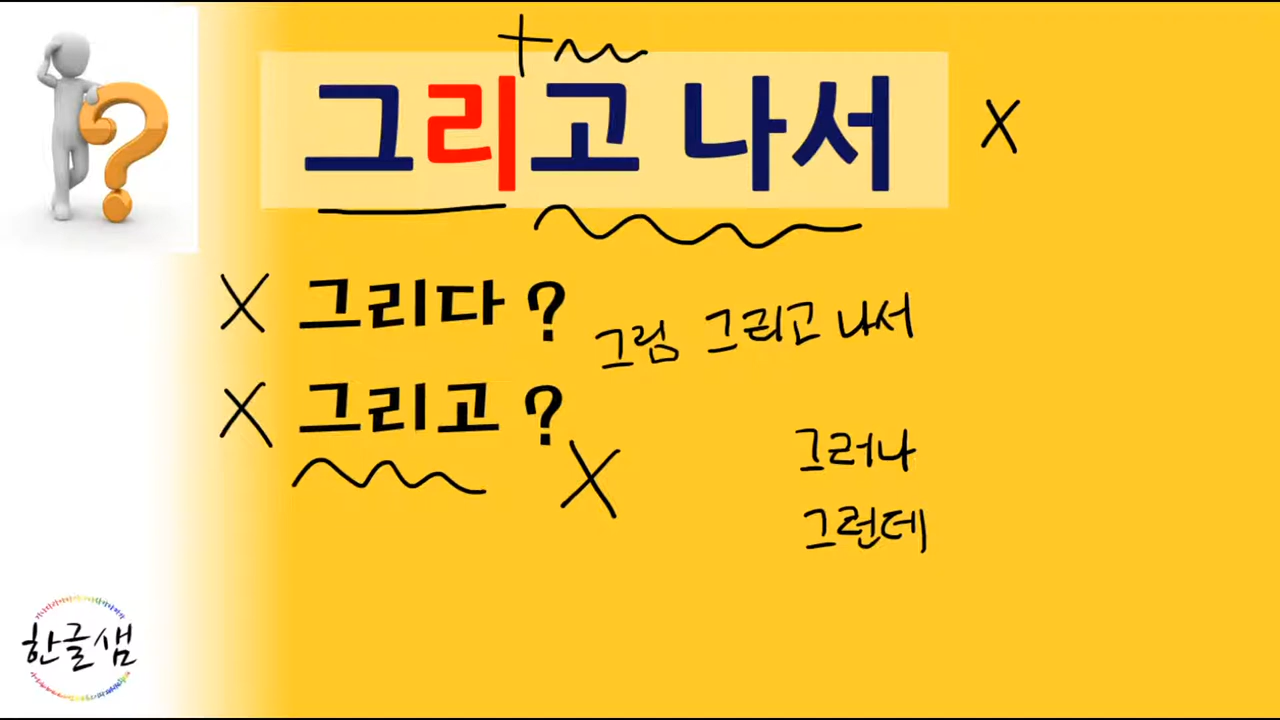 그리고 나서
X
X 그리다 ?
그럼 그리고 나서
X 그리고 ?
X
그러나
그런데
한글샘